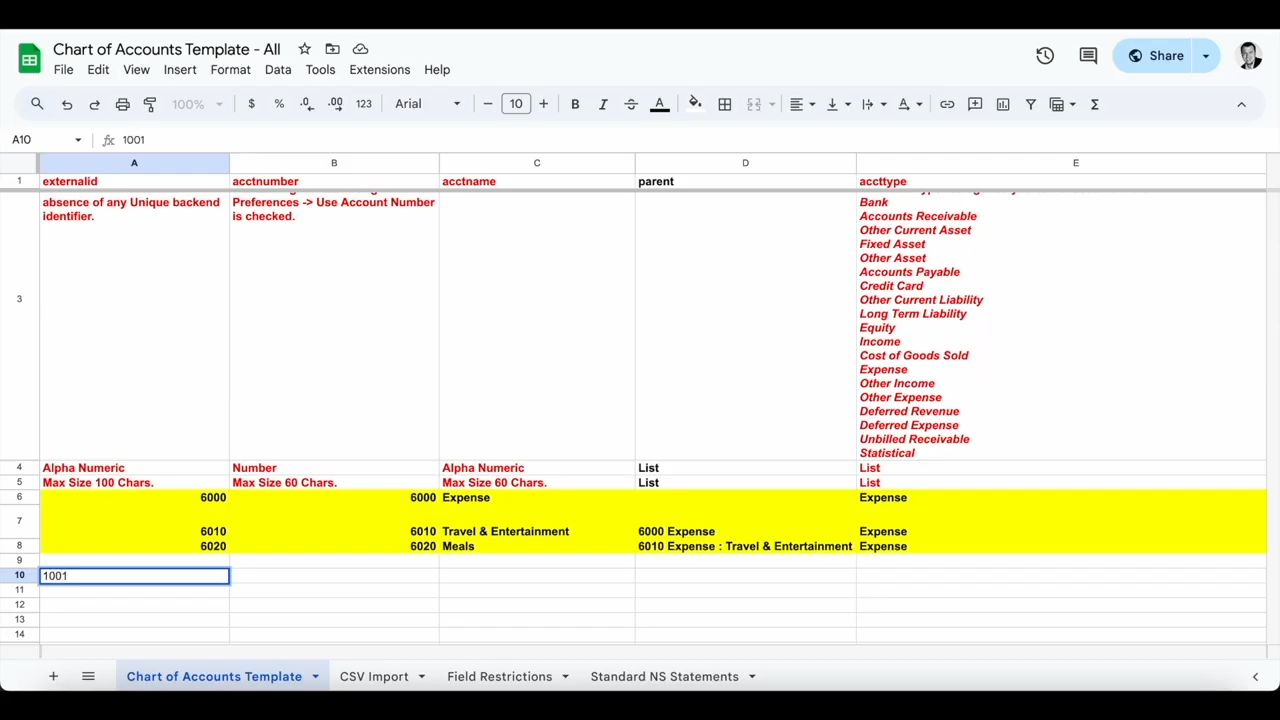 Chart of Accounts Template - All
Share
File Edit View Insert Format Data Tools Extensions Help
100% $ % .0 .00 123 Arial 10 B I A
A10 fx 1001
A B C D E
1 externalid acctnumber acctname parent accttype
absence of any Unique backend
identifier.
Preferences -> Use Account Number
is checked.
Bank
Accounts Receivable
Other Current Asset
Fixed Asset
Other Asset
Accounts Payable
Credit Card
Other Current Liability
Long Term Liability
Equity
Income
Cost of Goods Sold
Expense
Other Income
Other Expense
Deferred Revenue
Deferred Expense
Unbilled Receivable
Statistical
3
4 Alpha Numeric Number Alpha Numeric List List
5 Max Size 100 Chars. Max Size 60 Chars. Max Size 60 Chars. List List
6 6000 6000 Expense Expense
7 6010 6010 Travel & Entertainment 6000 Expense Expense
8 6020 6020 Meals 6010 Expense : Travel & Entertainment Expense
9
10 1001
11
12
13
14
Chart of Accounts Template CSV Import Field Restrictions Standard NS Statements